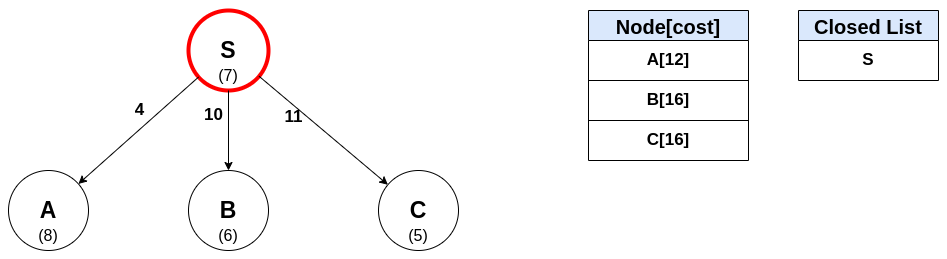 S
(7)
4
10
11
A
(8)
B
(6)
C
(5)
Node[cost]
A[12]
B[16]
C[16]
Closed List
S